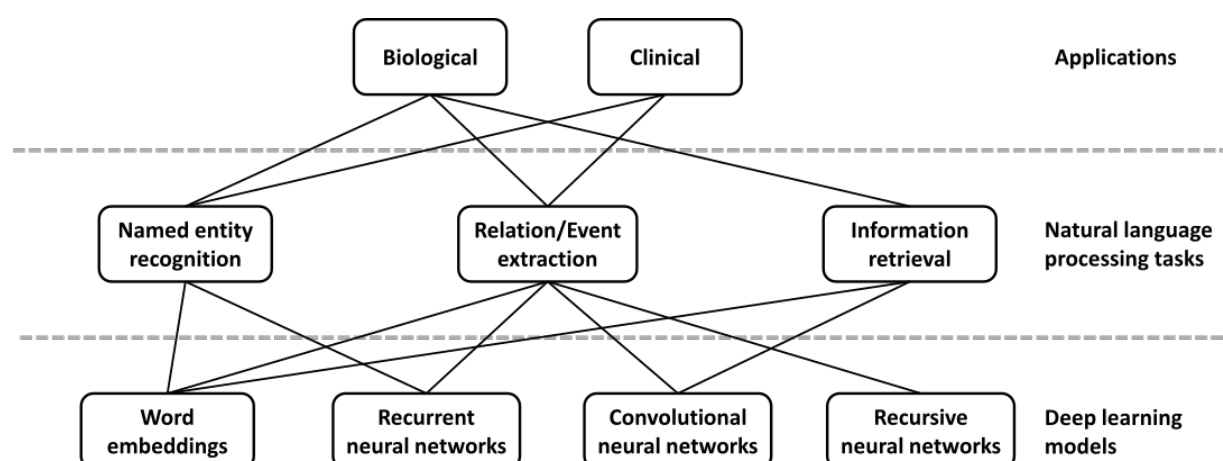 Biological
Clinical
Applications
Named entity
recognition
Relation/Event
extraction
Information
retrieval
Natural language
processing tasks
Word
embeddings
Recurrent
neural networks
Convolutional
neural networks
Recursive
neural networks
Deep learning
models